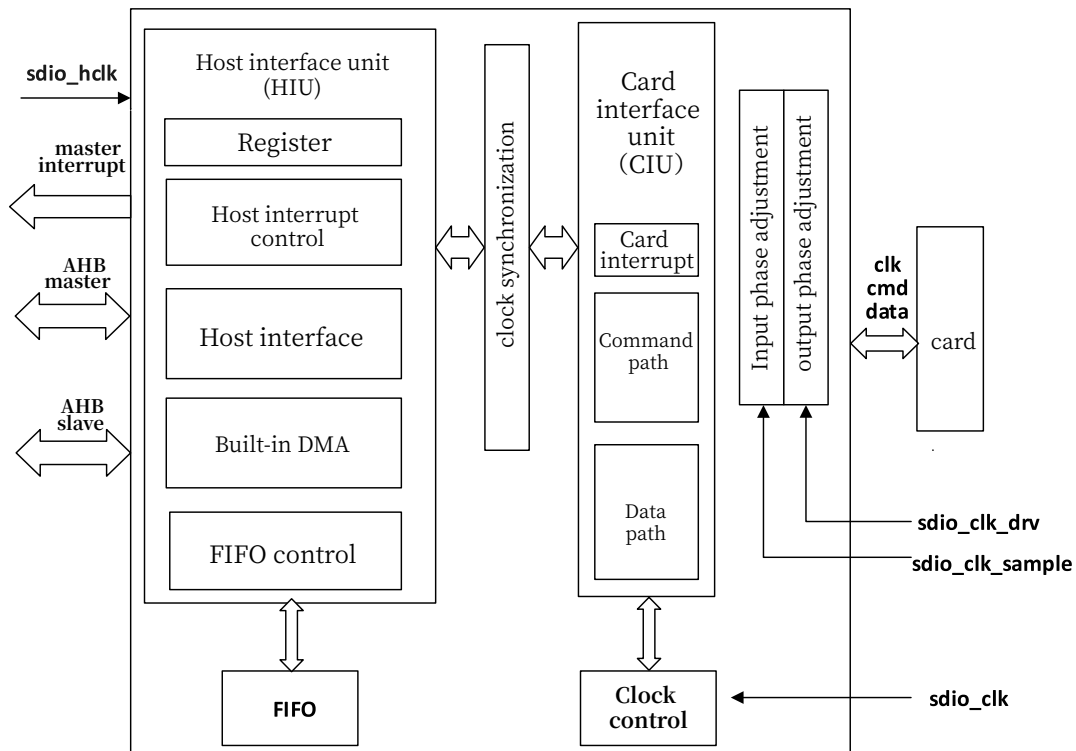 sdio_hclk
master
interrupt
AHB
master
AHB
slave
Host interface unit
(HIU)
Register
Host interrupt
control
Host interface
Built-in DMA
FIFO control
FIFO
clock synchronization
Card
interface
unit
(CIU)
Card
interrupt
Command
path
Data
path
Clock
control
Input phase adjustment
output phase adjustment
clk
cmd
data
card
sdio_clk_drv
sdio_clk_sample
sdio_clk